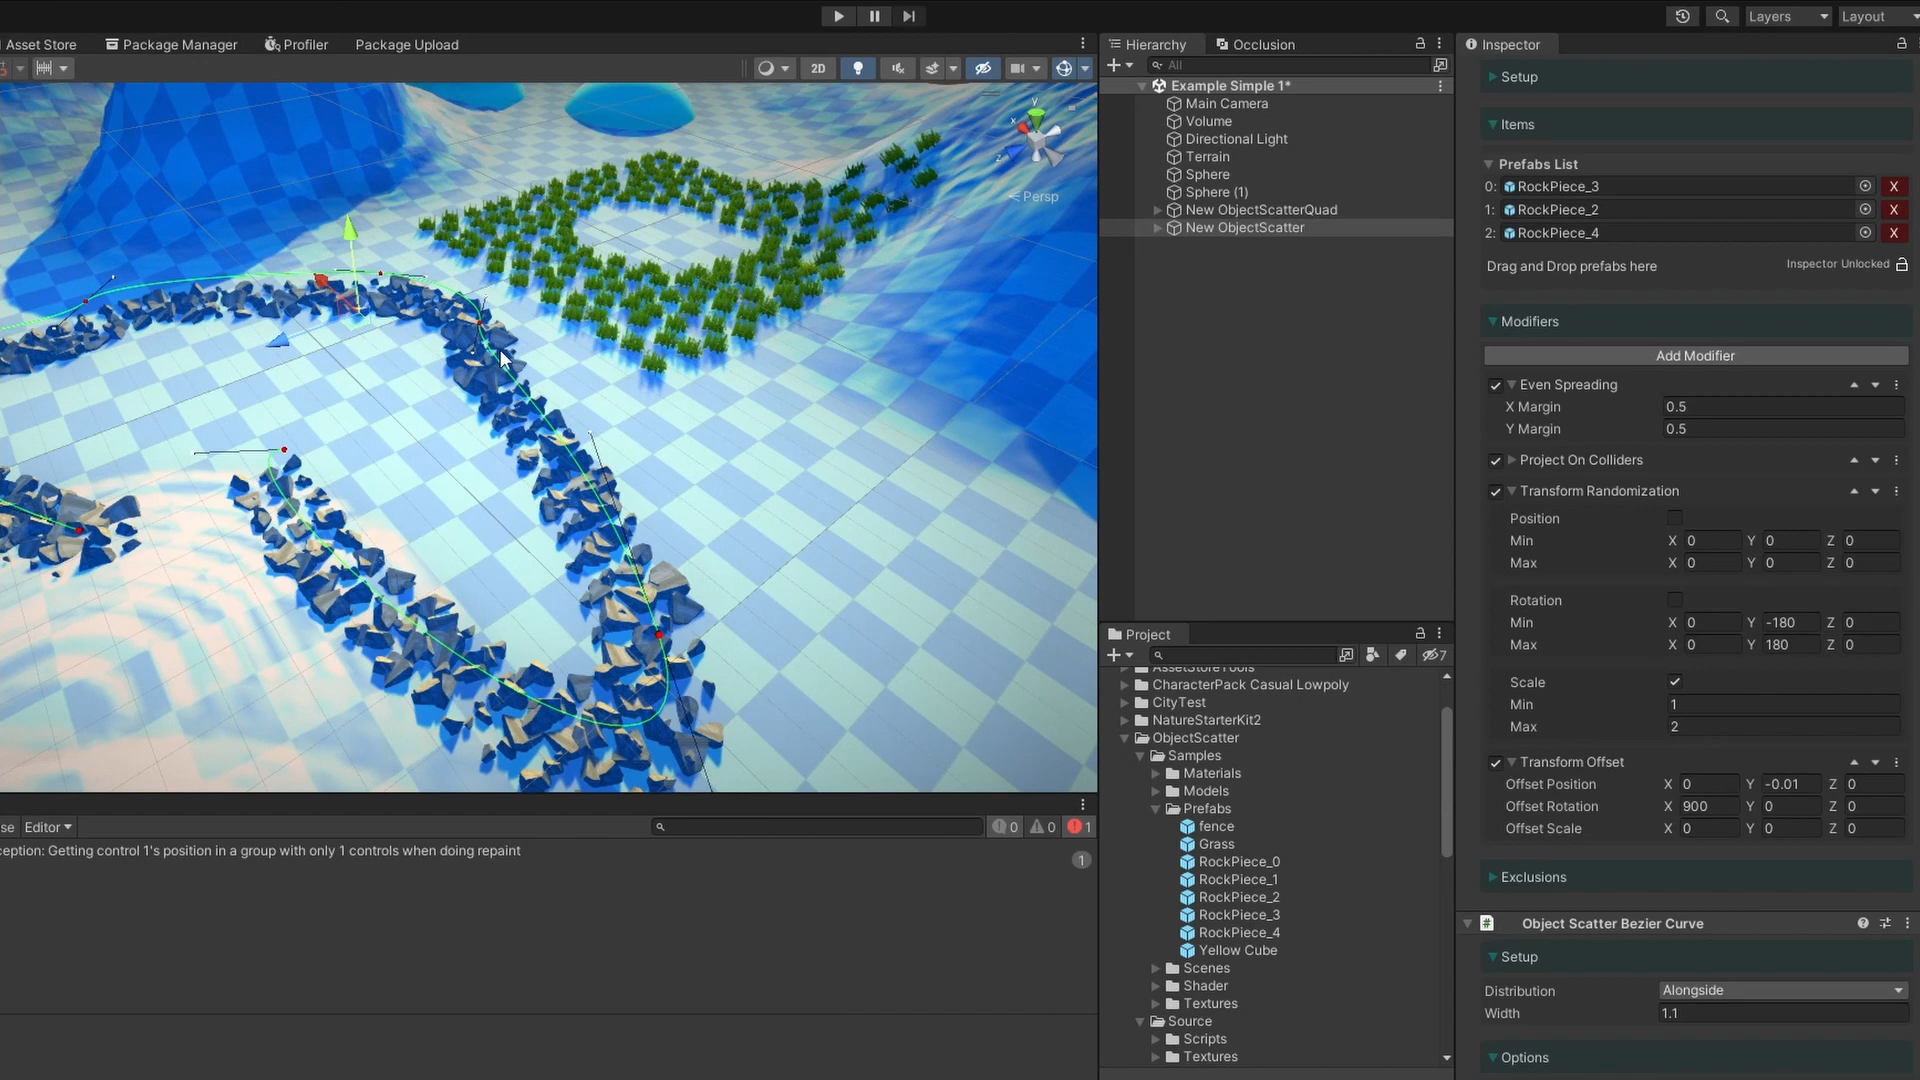 Layers
Layout
Asset Store
Package Manager
Profiler
Package Upload
2D
y
x
z
Persp
Hierarchy
Occlusion
All
Example Simple 1*
Main Camera
Volume
Directional Light
Terrain
Sphere
Sphere (1)
New ObjectScatterQuad
New ObjectScatter
Project
7
AssetStoreTools
CharacterPack Casual Lowpoly
CityTest
NatureStarterKit2
ObjectScatter
Samples
Materials
Models
Prefabs
fence
Grass
RockPiece_0
RockPiece_1
RockPiece_2
RockPiece_3
RockPiece_4
Yellow Cube
Scenes
Shader
Textures
Source
Scripts
Textures
se Editor
0 0 1
ception: Getting control 1's position in a group with only 1 controls when doing repaint
1
Inspector
Setup
Items
Prefabs List
0: RockPiece_3 X
1: RockPiece_2 X
2: RockPiece_4 X
Drag and Drop prefabs here
Inspector Unlocked
Modifiers
Add Modifier
Even Spreading
X Margin 0.5
Y Margin 0.5
Project On Colliders
Transform Randomization
Position
Min X 0 Y 0 Z 0
Max X 0 Y 0 Z 0
Rotation
Min X 0 Y -180 Z 0
Max X 0 Y 180 Z 0
Scale
Min 1
Max 2
Transform Offset
Offset Position X 0 Y -0.01 Z 0
Offset Rotation X 900 Y 0 Z 0
Offset Scale X 0 Y 0 Z 0
Exclusions
# Object Scatter Bezier Curve
Setup
Distribution Alongside
Width 1.1
Options